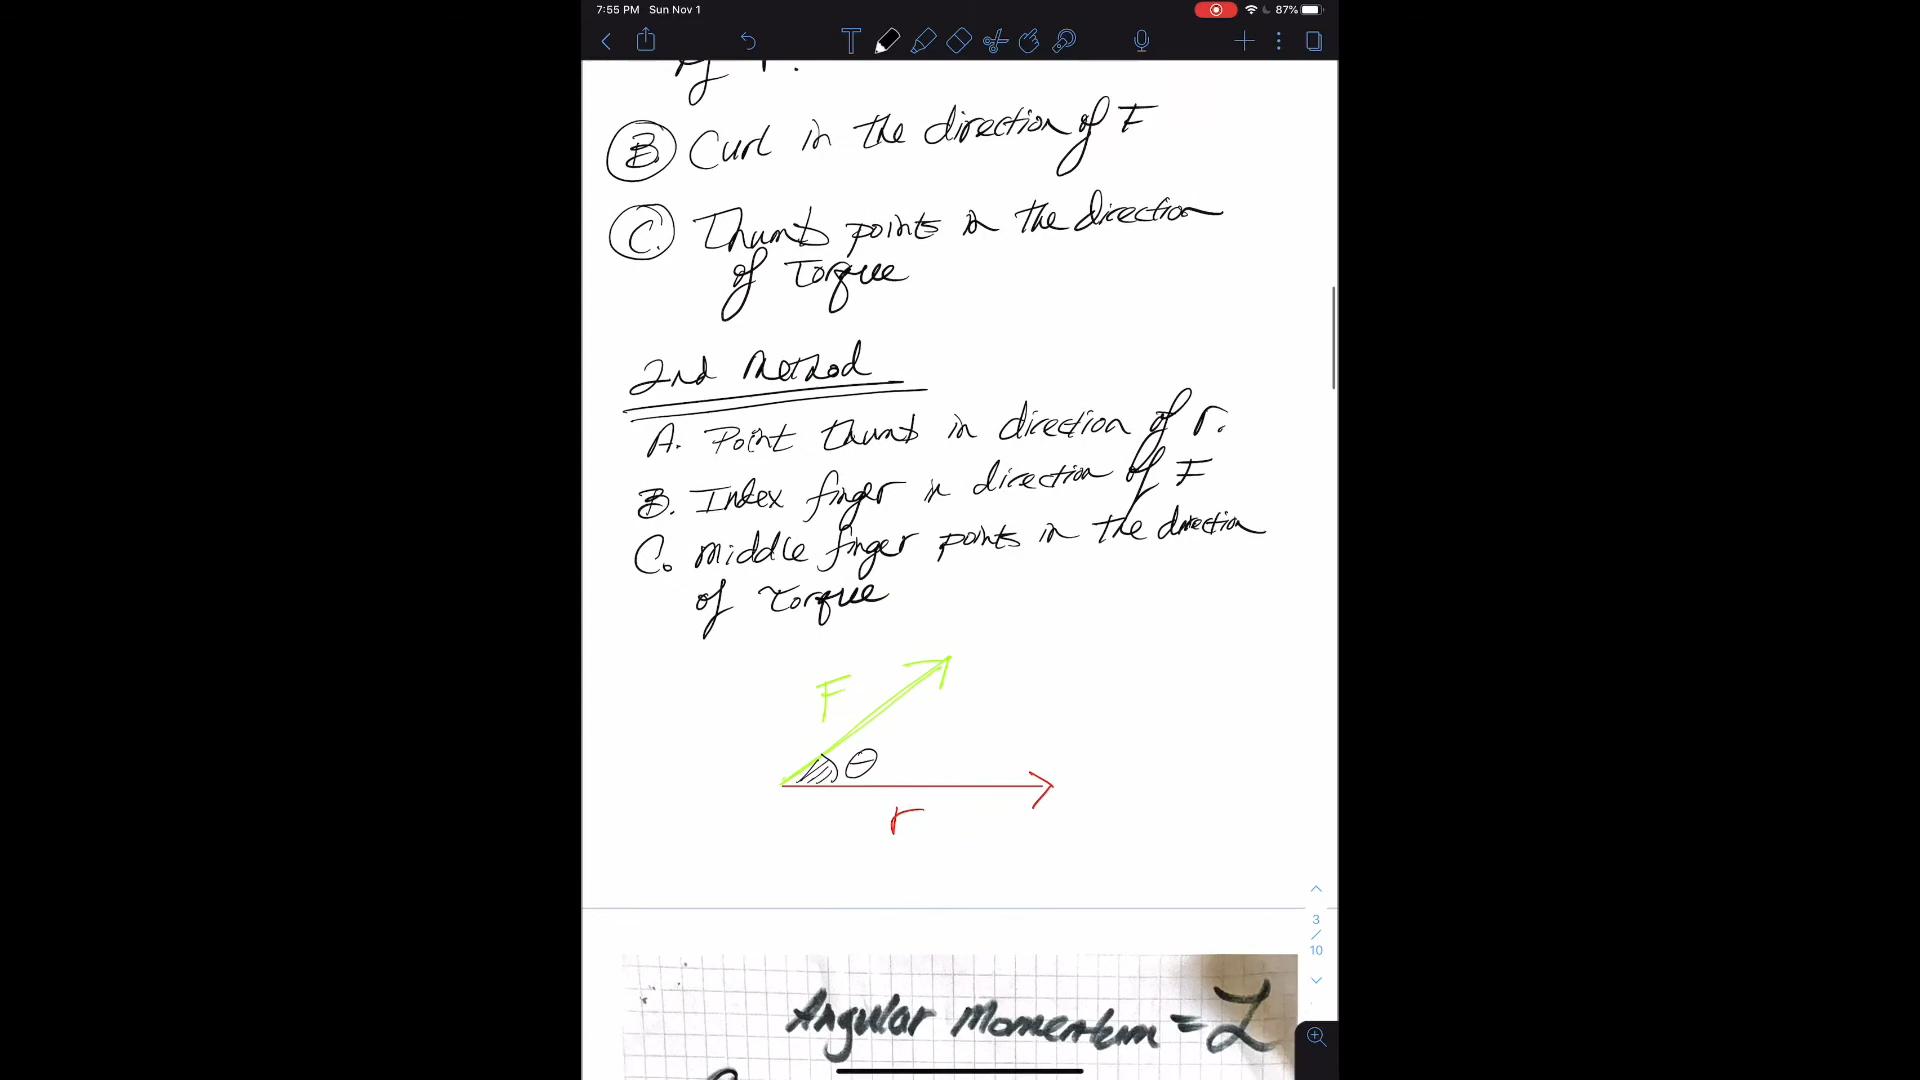 7:55 PM Sun Nov 1
87%
of r.
B. Curl in the direction of F
C. Thumb points in the direction
of Torque
2nd Method
A. Point thumb in direction of r.
B. Index finger in direction of F
C. middle finger points in the direction
of Torque
F
θ
r
3
/
10
Angular Momentum = L